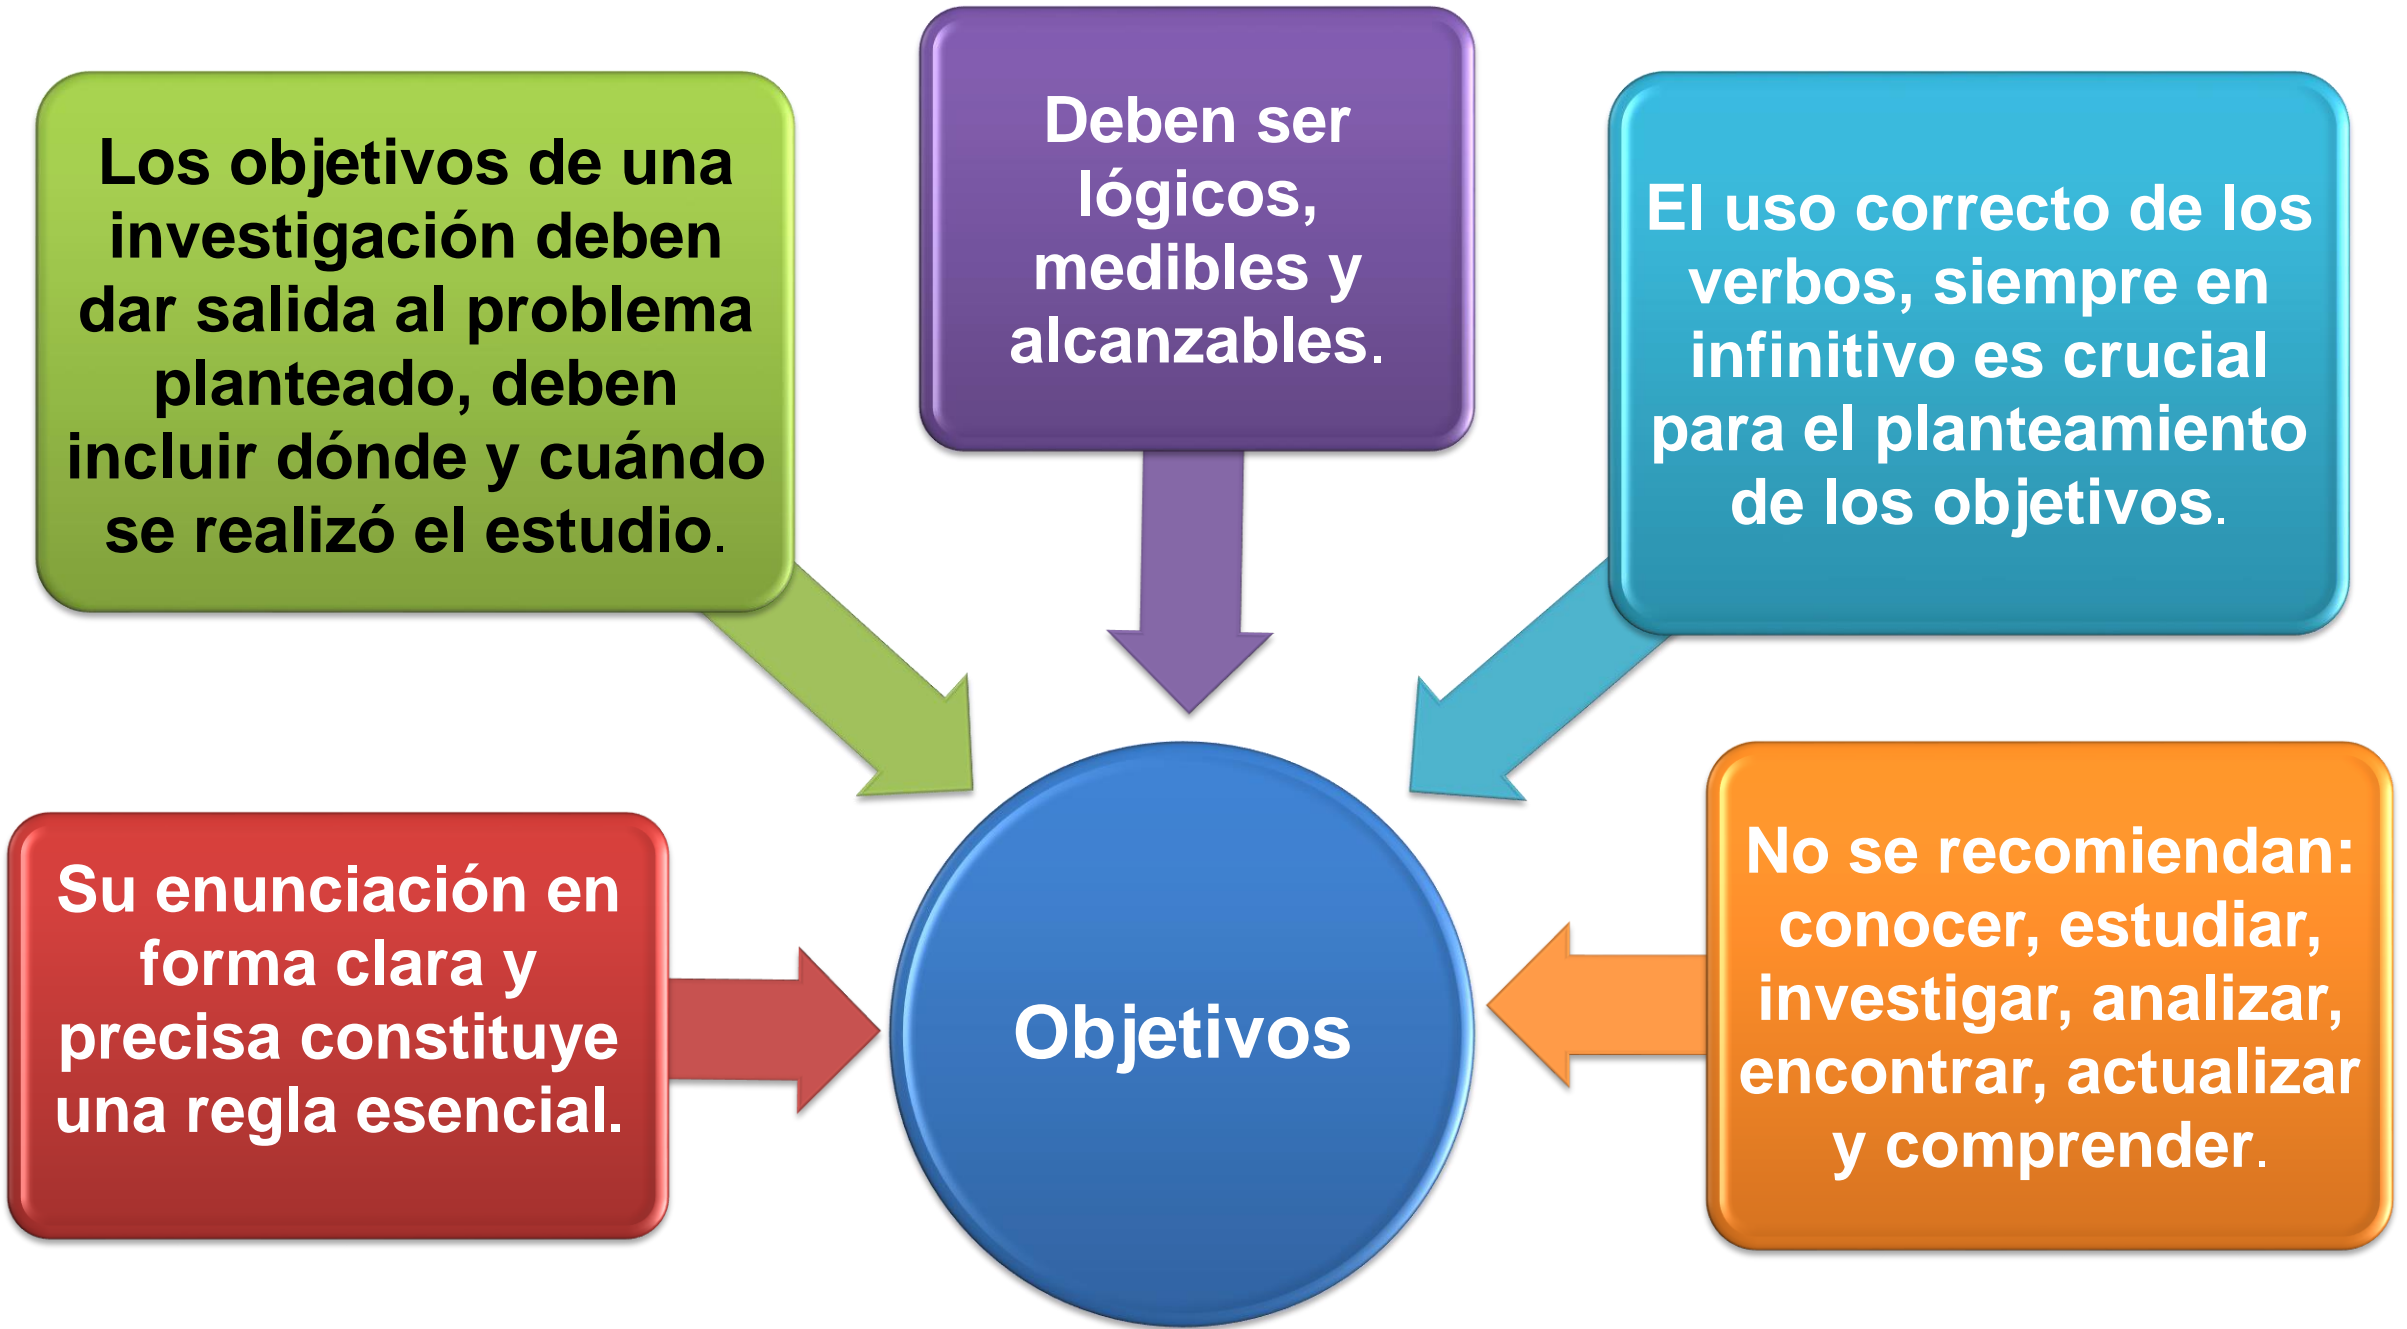 Los objetivos de una
investigación deben
dar salida al problema
planteado, deben
incluir dónde y cuándo
se realizó el estudio.
Deben ser
lógicos,
medibles y
alcanzables.
El uso correcto de los
verbos, siempre en
infinitivo es crucial
para el planteamiento
de los objetivos.
Su enunciación en
forma clara y
precisa constituye
una regla esencial.
Objetivos
No se recomiendan:
conocer, estudiar,
investigar, analizar,
encontrar, actualizar
y comprender.